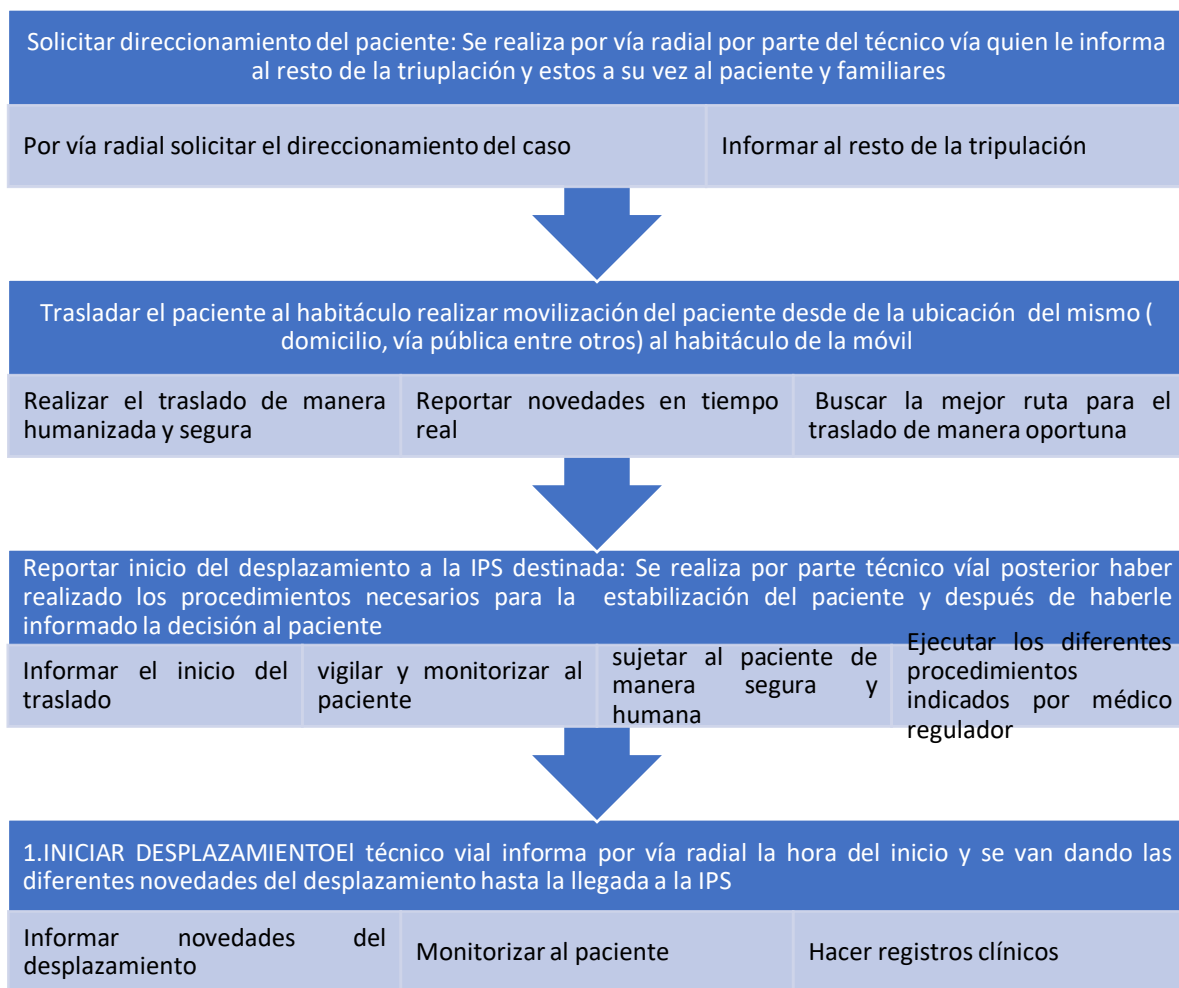 Solicitar direccionamiento del paciente: Se realiza por vía radial por parte del técnico vía quien le informa
al resto de la triuplación y estos a su vez al paciente y familiares
Por vía radial solicitar el direccionamiento del caso
Informar al resto de la tripulación
Trasladar el paciente al habitáculo realizar movilización del paciente desde de la ubicación del mismo (
domicilio, vía pública entre otros) al habitáculo de la móvil
Realizar el traslado de manera
humanizada y segura
Reportar novedades en tiempo
real
Buscar la mejor ruta para el
traslado de manera oportuna
Reportar inicio del desplazamiento a la IPS destinada: Se realiza por parte técnico víal posterior haber
realizado los procedimientos necesarios para la estabilización del paciente y después de haberle
informado la decisión al paciente
Informar el inicio del
traslado
vigilar y monitorizar al
paciente
sujetar al paciente de
manera segura y
humana
Ejecutar los diferentes
procedimientos
indicados por médico
regulador
1.INICIAR DESPLAZAMIENTOEl técnico vial informa por vía radial la hora del inicio y se van dando las
diferentes novedades del desplazamiento hasta la llegada a la IPS
Informar novedades del
desplazamiento
Monitorizar al paciente
Hacer registros clínicos